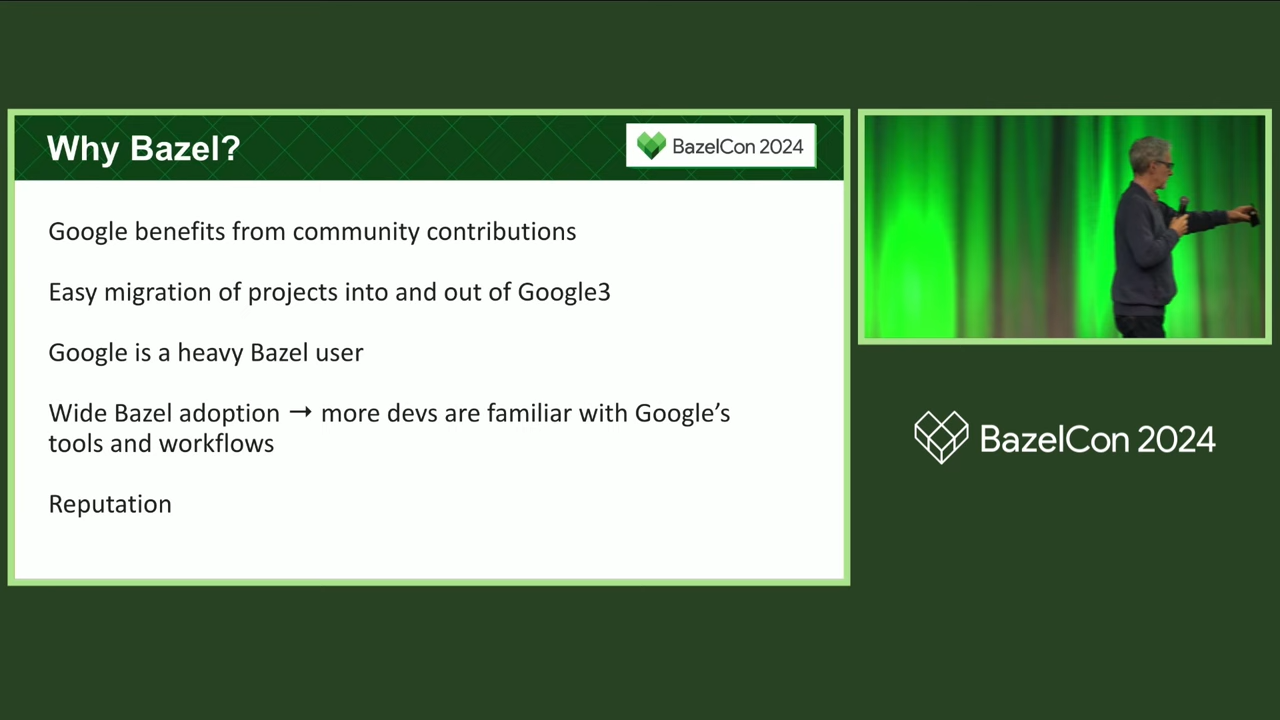 Why Bazel?
BazelCon 2024
Google benefits from community contributions
Easy migration of projects into and out of Google3
Google is a heavy Bazel user
Wide Bazel adoption → more devs are familiar with Google’s
tools and workflows
Reputation
BazelCon 2024